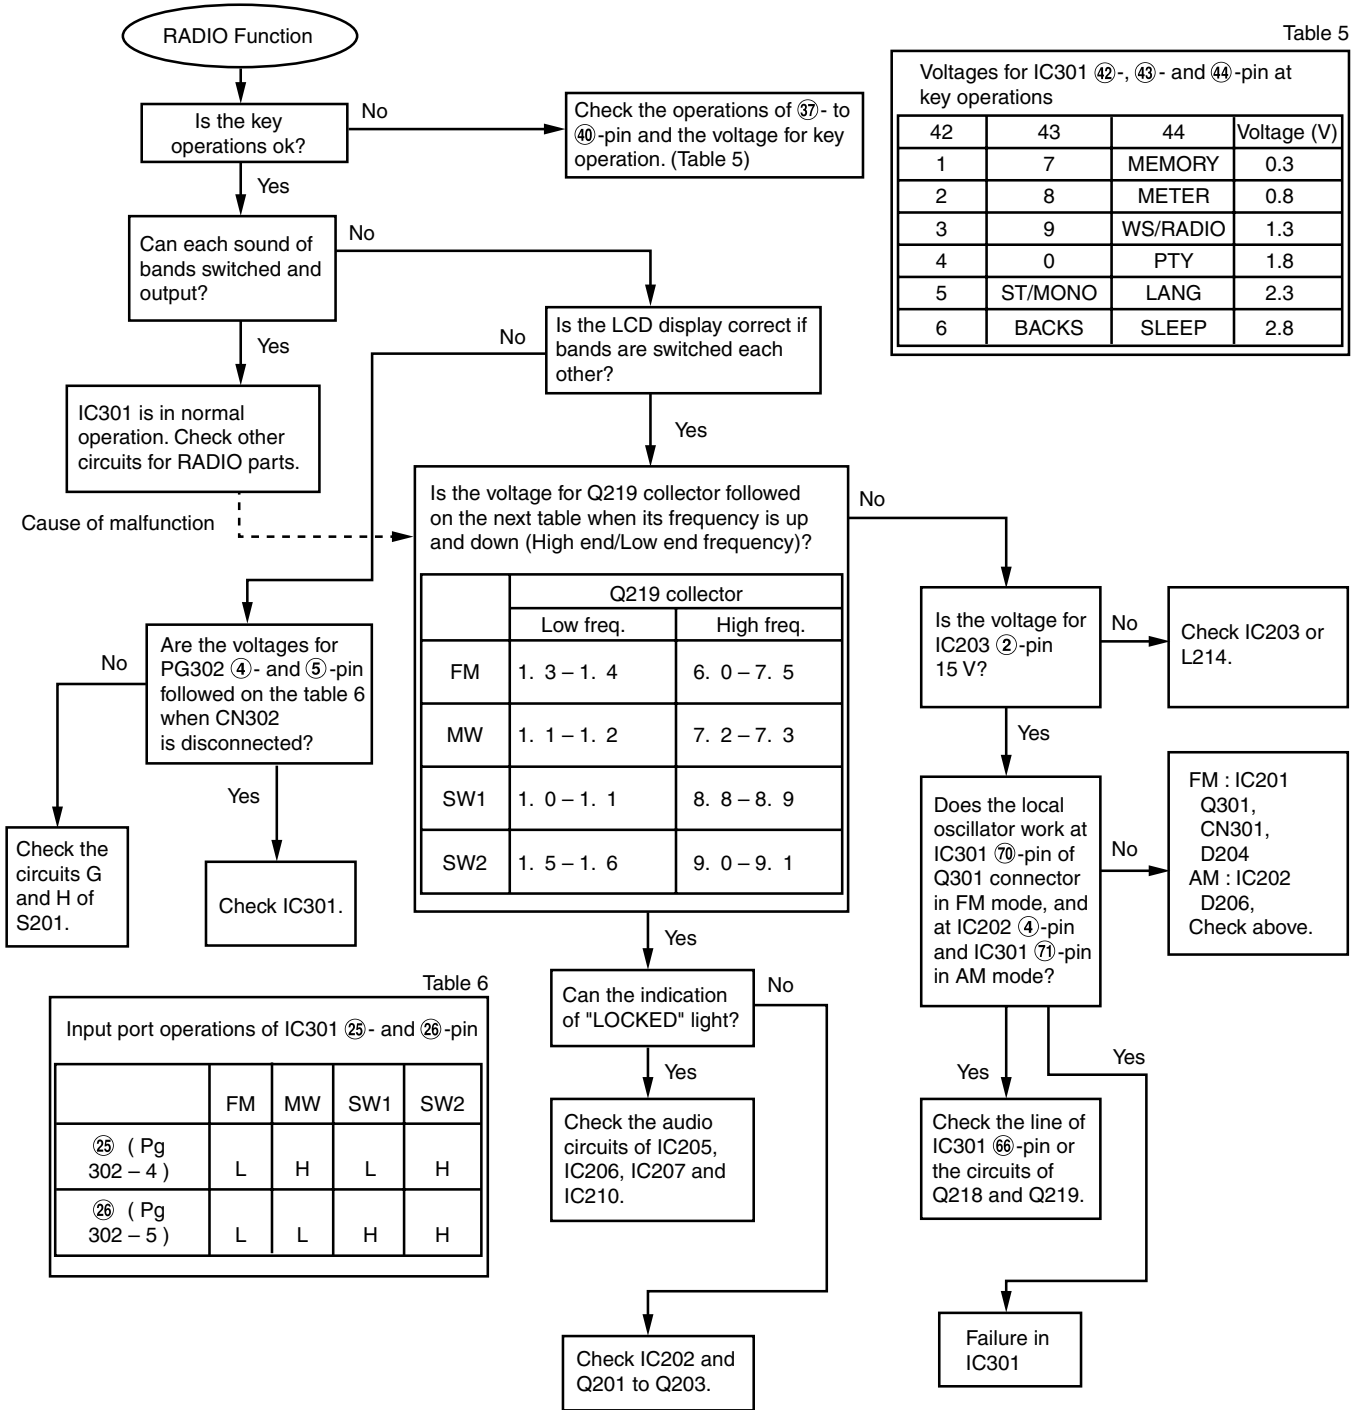 RADIO Function
Is the key
operations ok?
No
Check the operations of ㊲- to
㊵-pin and the voltage for key
operation. (Table 5)
Yes
Can each sound of
bands switched and
output?
No
Yes
IC301 is in normal
operation. Check other
circuits for RADIO parts.
Cause of malfunction
Is the LCD display correct if
bands are switched each
other?
No
Yes
Table 5
Voltages for IC301 ㊷-, ㊸- and ㊹-pin at
key operations
42 43 44 Voltage (V)
1 7 MEMORY 0.3
2 8 METER 0.8
3 9 WS/RADIO 1.3
4 0 PTY 1.8
5 ST/MONO LANG 2.3
6 BACKS SLEEP 2.8
Is the voltage for Q219 collector followed
on the next table when its frequency is up
and down (High end/Low end frequency)?
Q219 collector
Low freq. High freq.
FM 1. 3 – 1. 4 6. 0 – 7. 5
MW 1. 1 – 1. 2 7. 2 – 7. 3
SW1 1. 0 – 1. 1 8. 8 – 8. 9
SW2 1. 5 – 1. 6 9. 0 – 9. 1
No
Yes
Are the voltages for
PG302 ④- and ⑤-pin
followed on the table 6
when CN302
is disconnected?
No
Yes
Check the
circuits G
and H of
S201.
Check IC301.
Is the voltage for
IC203 ②-pin
15 V?
No
Check IC203 or
L214.
Yes
Does the local
oscillator work at
IC301 ⑦⓪-pin of
Q301 connector
in FM mode, and
at IC202 ④-pin
and IC301 ⑦①-pin
in AM mode?
No
FM : IC201
Q301,
CN301,
D204
AM : IC202
D206,
Check above.
Yes
Yes
Check the line of
IC301 ⑥⑥-pin or
the circuits of
Q218 and Q219.
Failure in
IC301
Can the indication
of "LOCKED" light?
No
Yes
Check the audio
circuits of IC205,
IC206, IC207 and
IC210.
Check IC202 and
Q201 to Q203.
Table 6
Input port operations of IC301 ㉕- and ㉖-pin
FM MW SW1 SW2
㉕ ( Pg
302 – 4 ) L H L H
㉖ ( Pg
302 – 5 ) L L H H